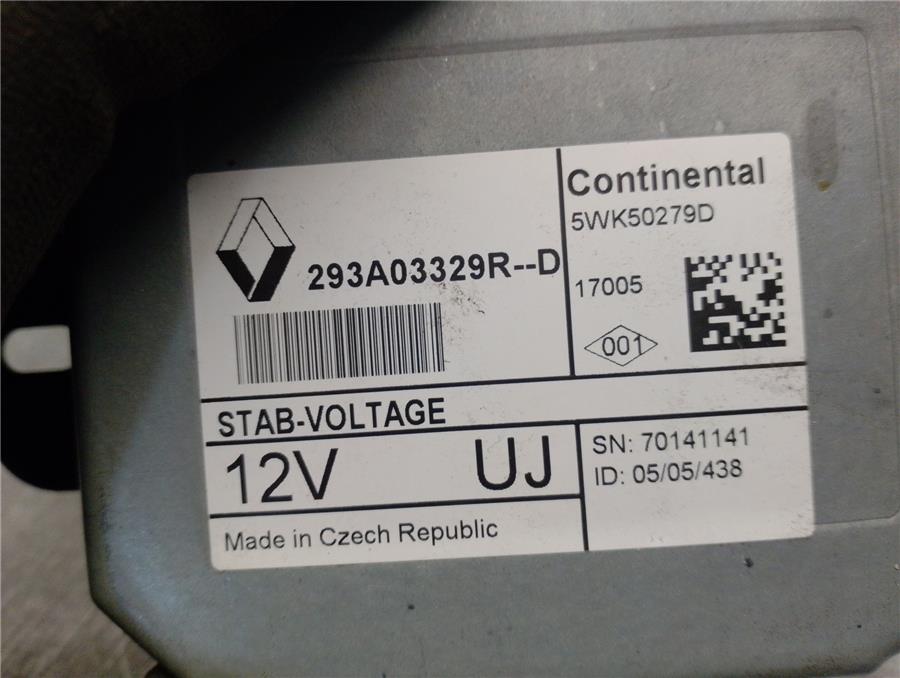 293A03329R--D
Continental
5WK50279D
17005
001
STAB-VOLTAGE
12V UJ
SN: 70141141
ID: 05/05/438
Made in Czech Republic